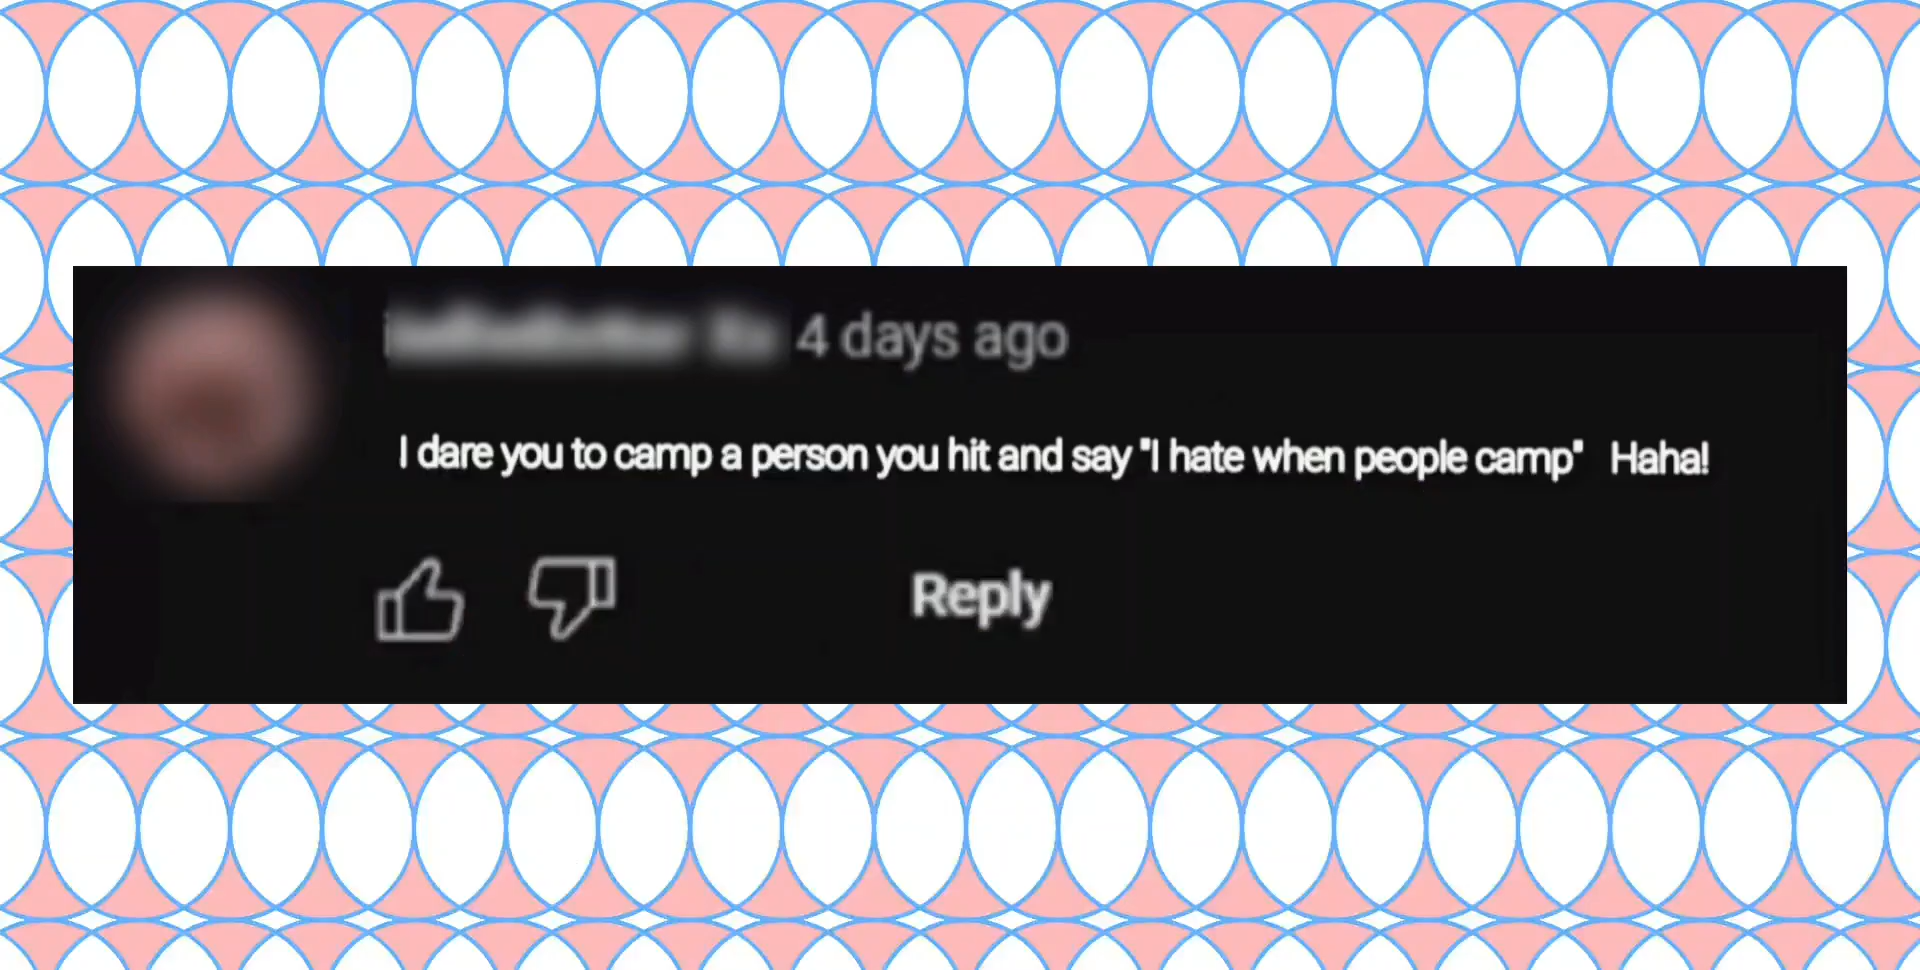 4 days ago
I dare you to camp a person you hit and say "I hate when people camp" Haha!
Reply